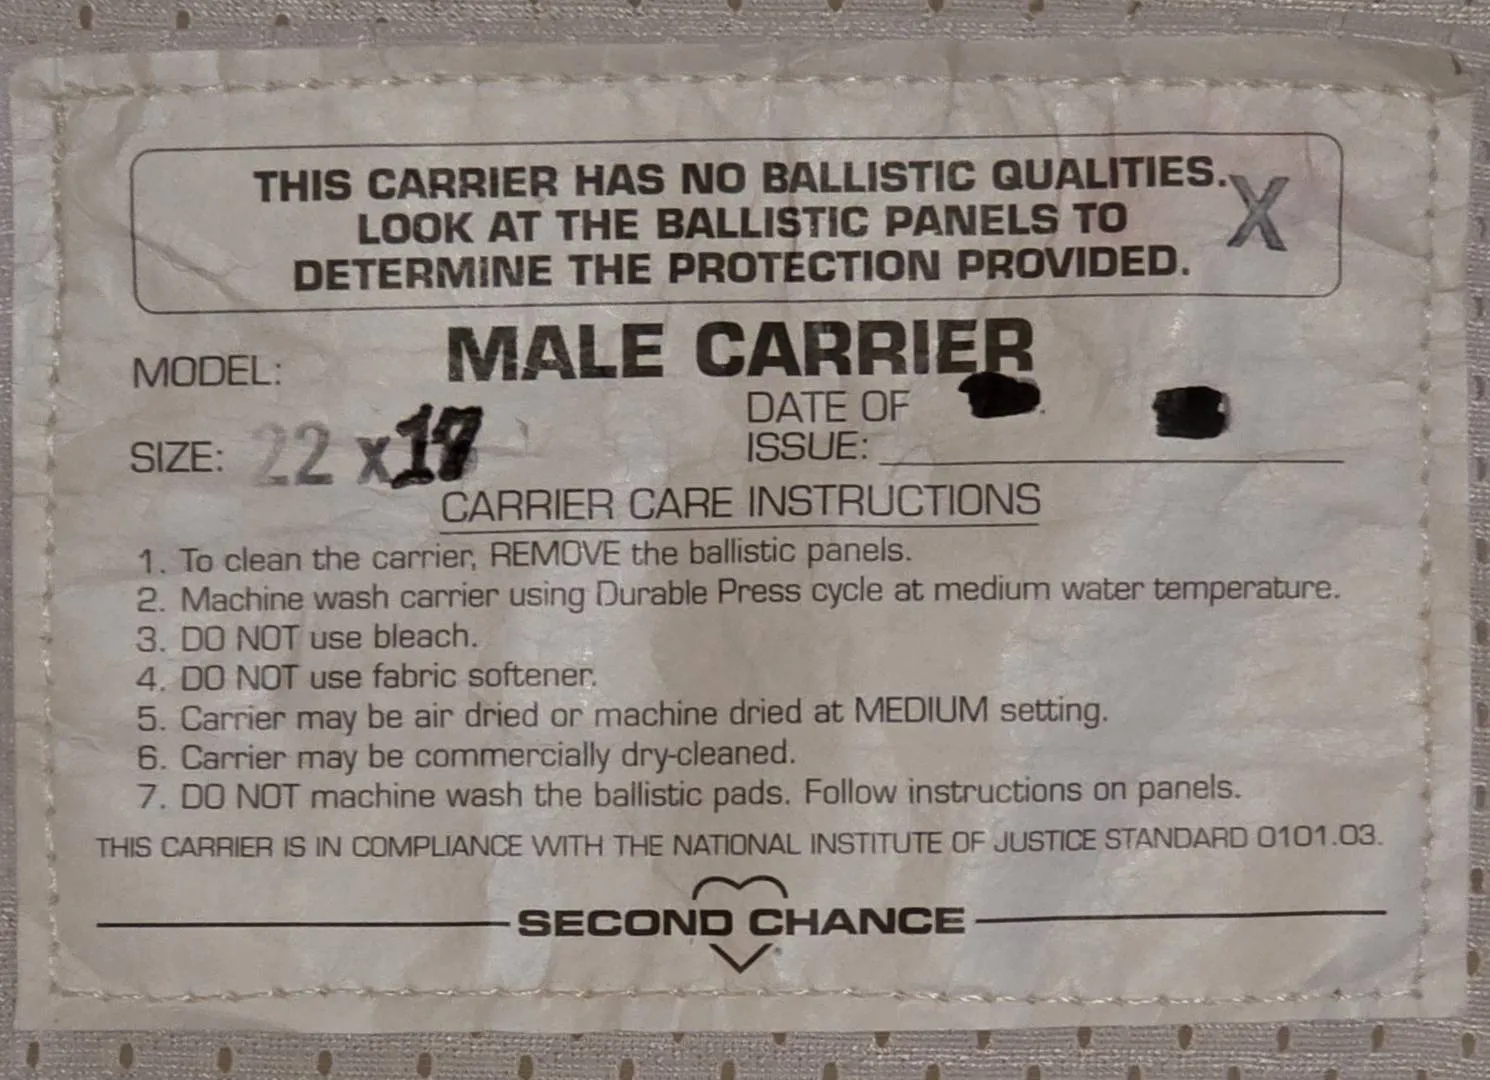 THIS CARRIER HAS NO BALLISTIC QUALITIES.
LOOK AT THE BALLISTIC PANELS TO
DETERMINE THE PROTECTION PROVIDED.
X
MODEL: MALE CARRIER
SIZE: 22 x
DATE OF
ISSUE:
CARRIER CARE INSTRUCTIONS
1. To clean the carrier, REMOVE the ballistic panels.
2. Machine wash carrier using Durable Press cycle at medium water temperature.
3. DO NOT use bleach.
4. DO NOT use fabric softener.
5. Carrier may be air dried or machine dried at MEDIUM setting.
6. Carrier may be commercially dry-cleaned.
7. DO NOT machine wash the ballistic pads. Follow instructions on panels.
THIS CARRIER IS IN COMPLIANCE WITH THE NATIONAL INSTITUTE OF JUSTICE STANDARD 0101.03.
SECOND CHANCE